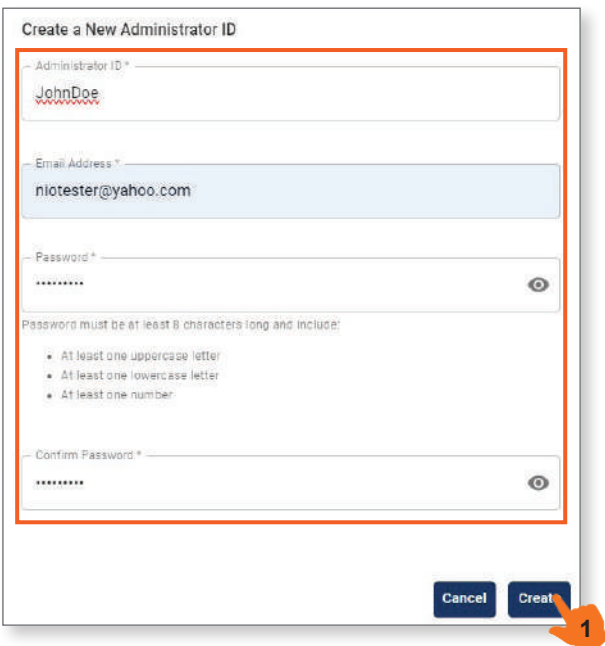 Create a New Administrator ID
Administrator ID *
JohnDoe
Email Address *
niotester@yahoo.com
Password *
•••••••••
Password must be at least 8 characters long and include:
• At least one uppercase letter
• At least one lowercase letter
• At least one number
Confirm Password *
•••••••••
Cancel Create
1